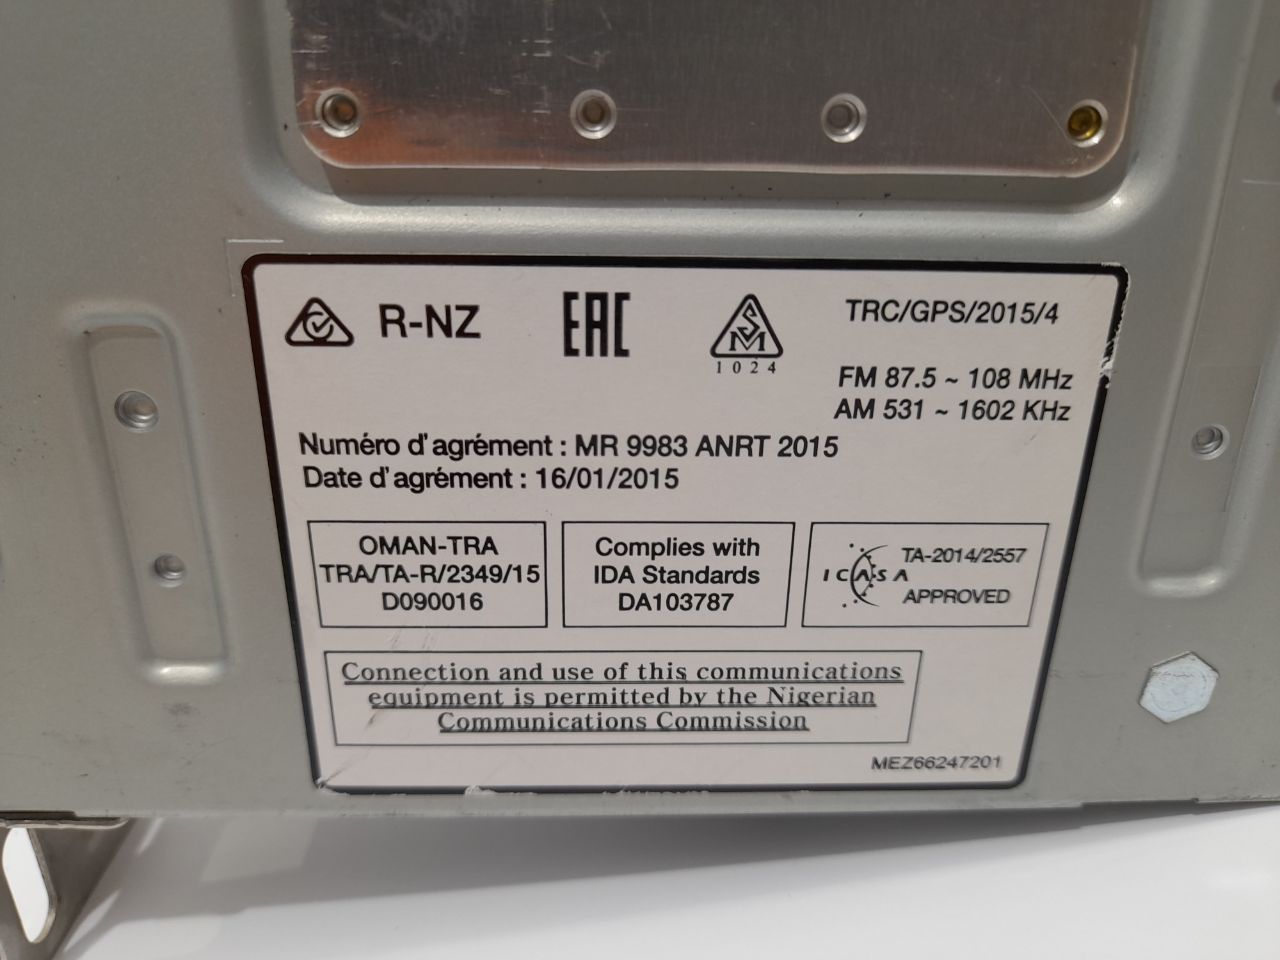 R-NZ
EAC
SM
1024
TRC/GPS/2015/4
FM 87.5 ~ 108 MHz
AM 531 ~ 1602 KHz
Numéro d'agrément : MR 9983 ANRT 2015
Date d'agrément : 16/01/2015
OMAN-TRA
TRA/TA-R/2349/15
D090016
Complies with
IDA Standards
DA103787
ICASA
TA-2014/2557
APPROVED
Connection and use of this communications
equipment is permitted by the Nigerian
Communications Commission
MEZ66247201